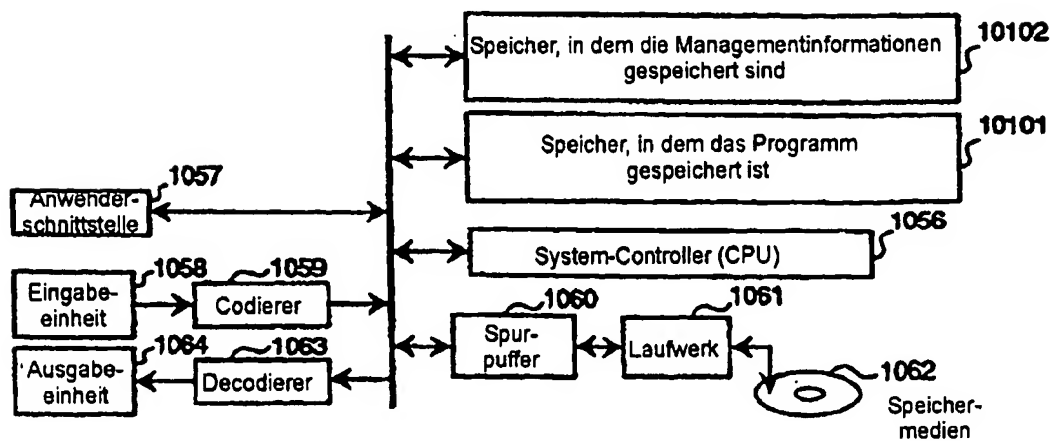 10102
Speicher, in dem die Managementinformationen
gespeichert sind
10101
Speicher, in dem das Programm
gespeichert ist
1057
Anwender-
schnittstelle
1056
System-Controller (CPU)
1058
Eingabe-
einheit
1059
Codierer
1060
Spur-
puffer
1061
Laufwerk
1064
Ausgabe-
einheit
1063
Decodierer
1062
Speicher-
medien